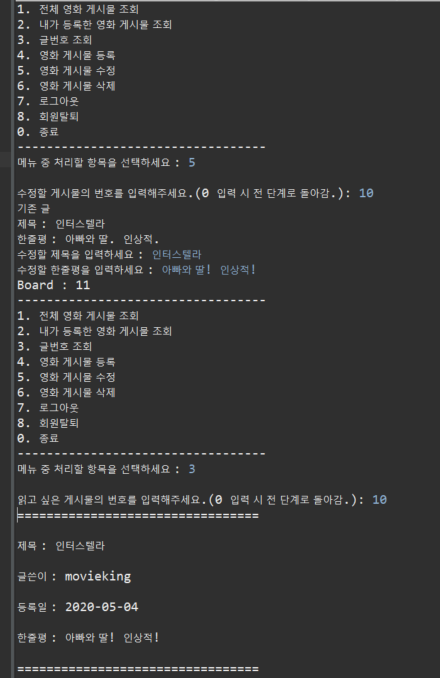 1. 전체 영화 게시물 조회
2. 내가 등록한 영화 게시물 조회
3. 글번호 조회
4. 영화 게시물 등록
5. 영화 게시물 수정
6. 영화 게시물 삭제
7. 로그아웃
8. 회원탈퇴
0. 종료
----------------------------------
메뉴 중 처리할 항목을 선택하세요 : 5
수정할 게시물의 번호를 입력해주세요.(0 입력 시 전 단계로 돌아감.): 10
기존 글
제목 : 인터스텔라
한줄평 : 아빠와 딸. 인상적.
수정할 제목을 입력하세요 : 인터스텔라
수정할 한줄평을 입력하세요 : 아빠와 딸! 인상적!
Board : 11
----------------------------------
1. 전체 영화 게시물 조회
2. 내가 등록한 영화 게시물 조회
3. 글번호 조회
4. 영화 게시물 등록
5. 영화 게시물 수정
6. 영화 게시물 삭제
7. 로그아웃
8. 회원탈퇴
0. 종료
----------------------------------
메뉴 중 처리할 항목을 선택하세요 : 3
읽고 싶은 게시물의 번호를 입력해주세요.(0 입력 시 전 단계로 돌아감.): 10
=================================
제목 : 인터스텔라
글쓴이 : movieking
등록일 : 2020-05-04
한줄평 : 아빠와 딸! 인상적!
=================================